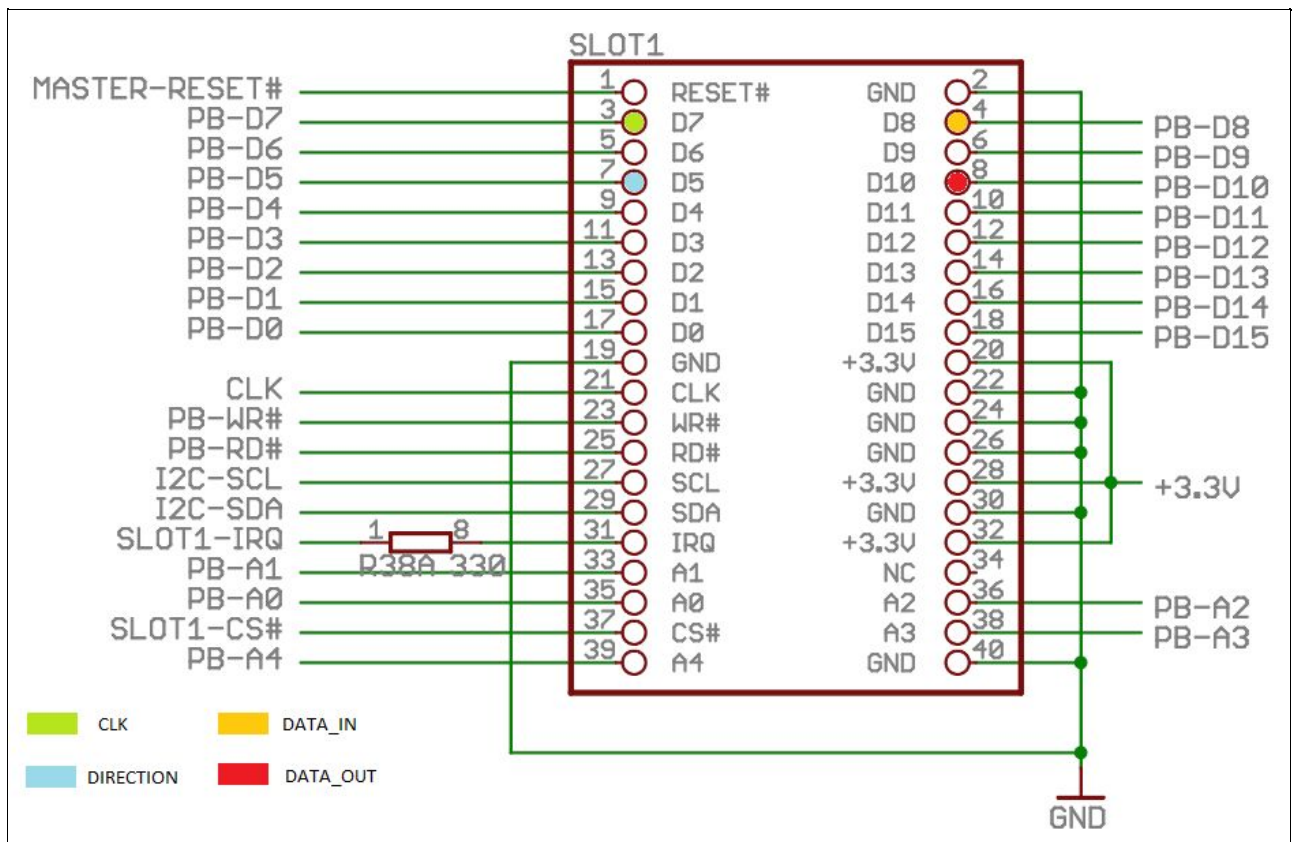 SLOT1
MASTER-RESET# 1 RESET# GND 2
PB-D7 3 D7 D8 4 PB-D8
PB-D6 5 D6 D9 6 PB-D9
PB-D5 7 D5 D10 8 PB-D10
PB-D4 9 D4 D11 10 PB-D11
PB-D3 11 D3 D12 12 PB-D12
PB-D2 13 D2 D13 14 PB-D13
PB-D1 15 D1 D14 16 PB-D14
PB-D0 17 D0 D15 18 PB-D15
19 GND +3.3V 20
CLK 21 CLK GND 22
PB-WR# 23 WR# GND 24
PB-RD# 25 RD# GND 26
I2C-SCL 27 SCL +3.3V 28 +3.3V
I2C-SDA 29 SDA GND 30
SLOT1-IRQ 1 8 31 IRQ +3.3V 32
R38A 330
PB-A1 33 A1 NC 34
PB-A0 35 A0 A2 36 PB-A2
SLOT1-CS# 37 CS# A3 38 PB-A3
PB-A4 39 A4 GND 40
CLK DATA_IN
DIRECTION DATA_OUT
GND